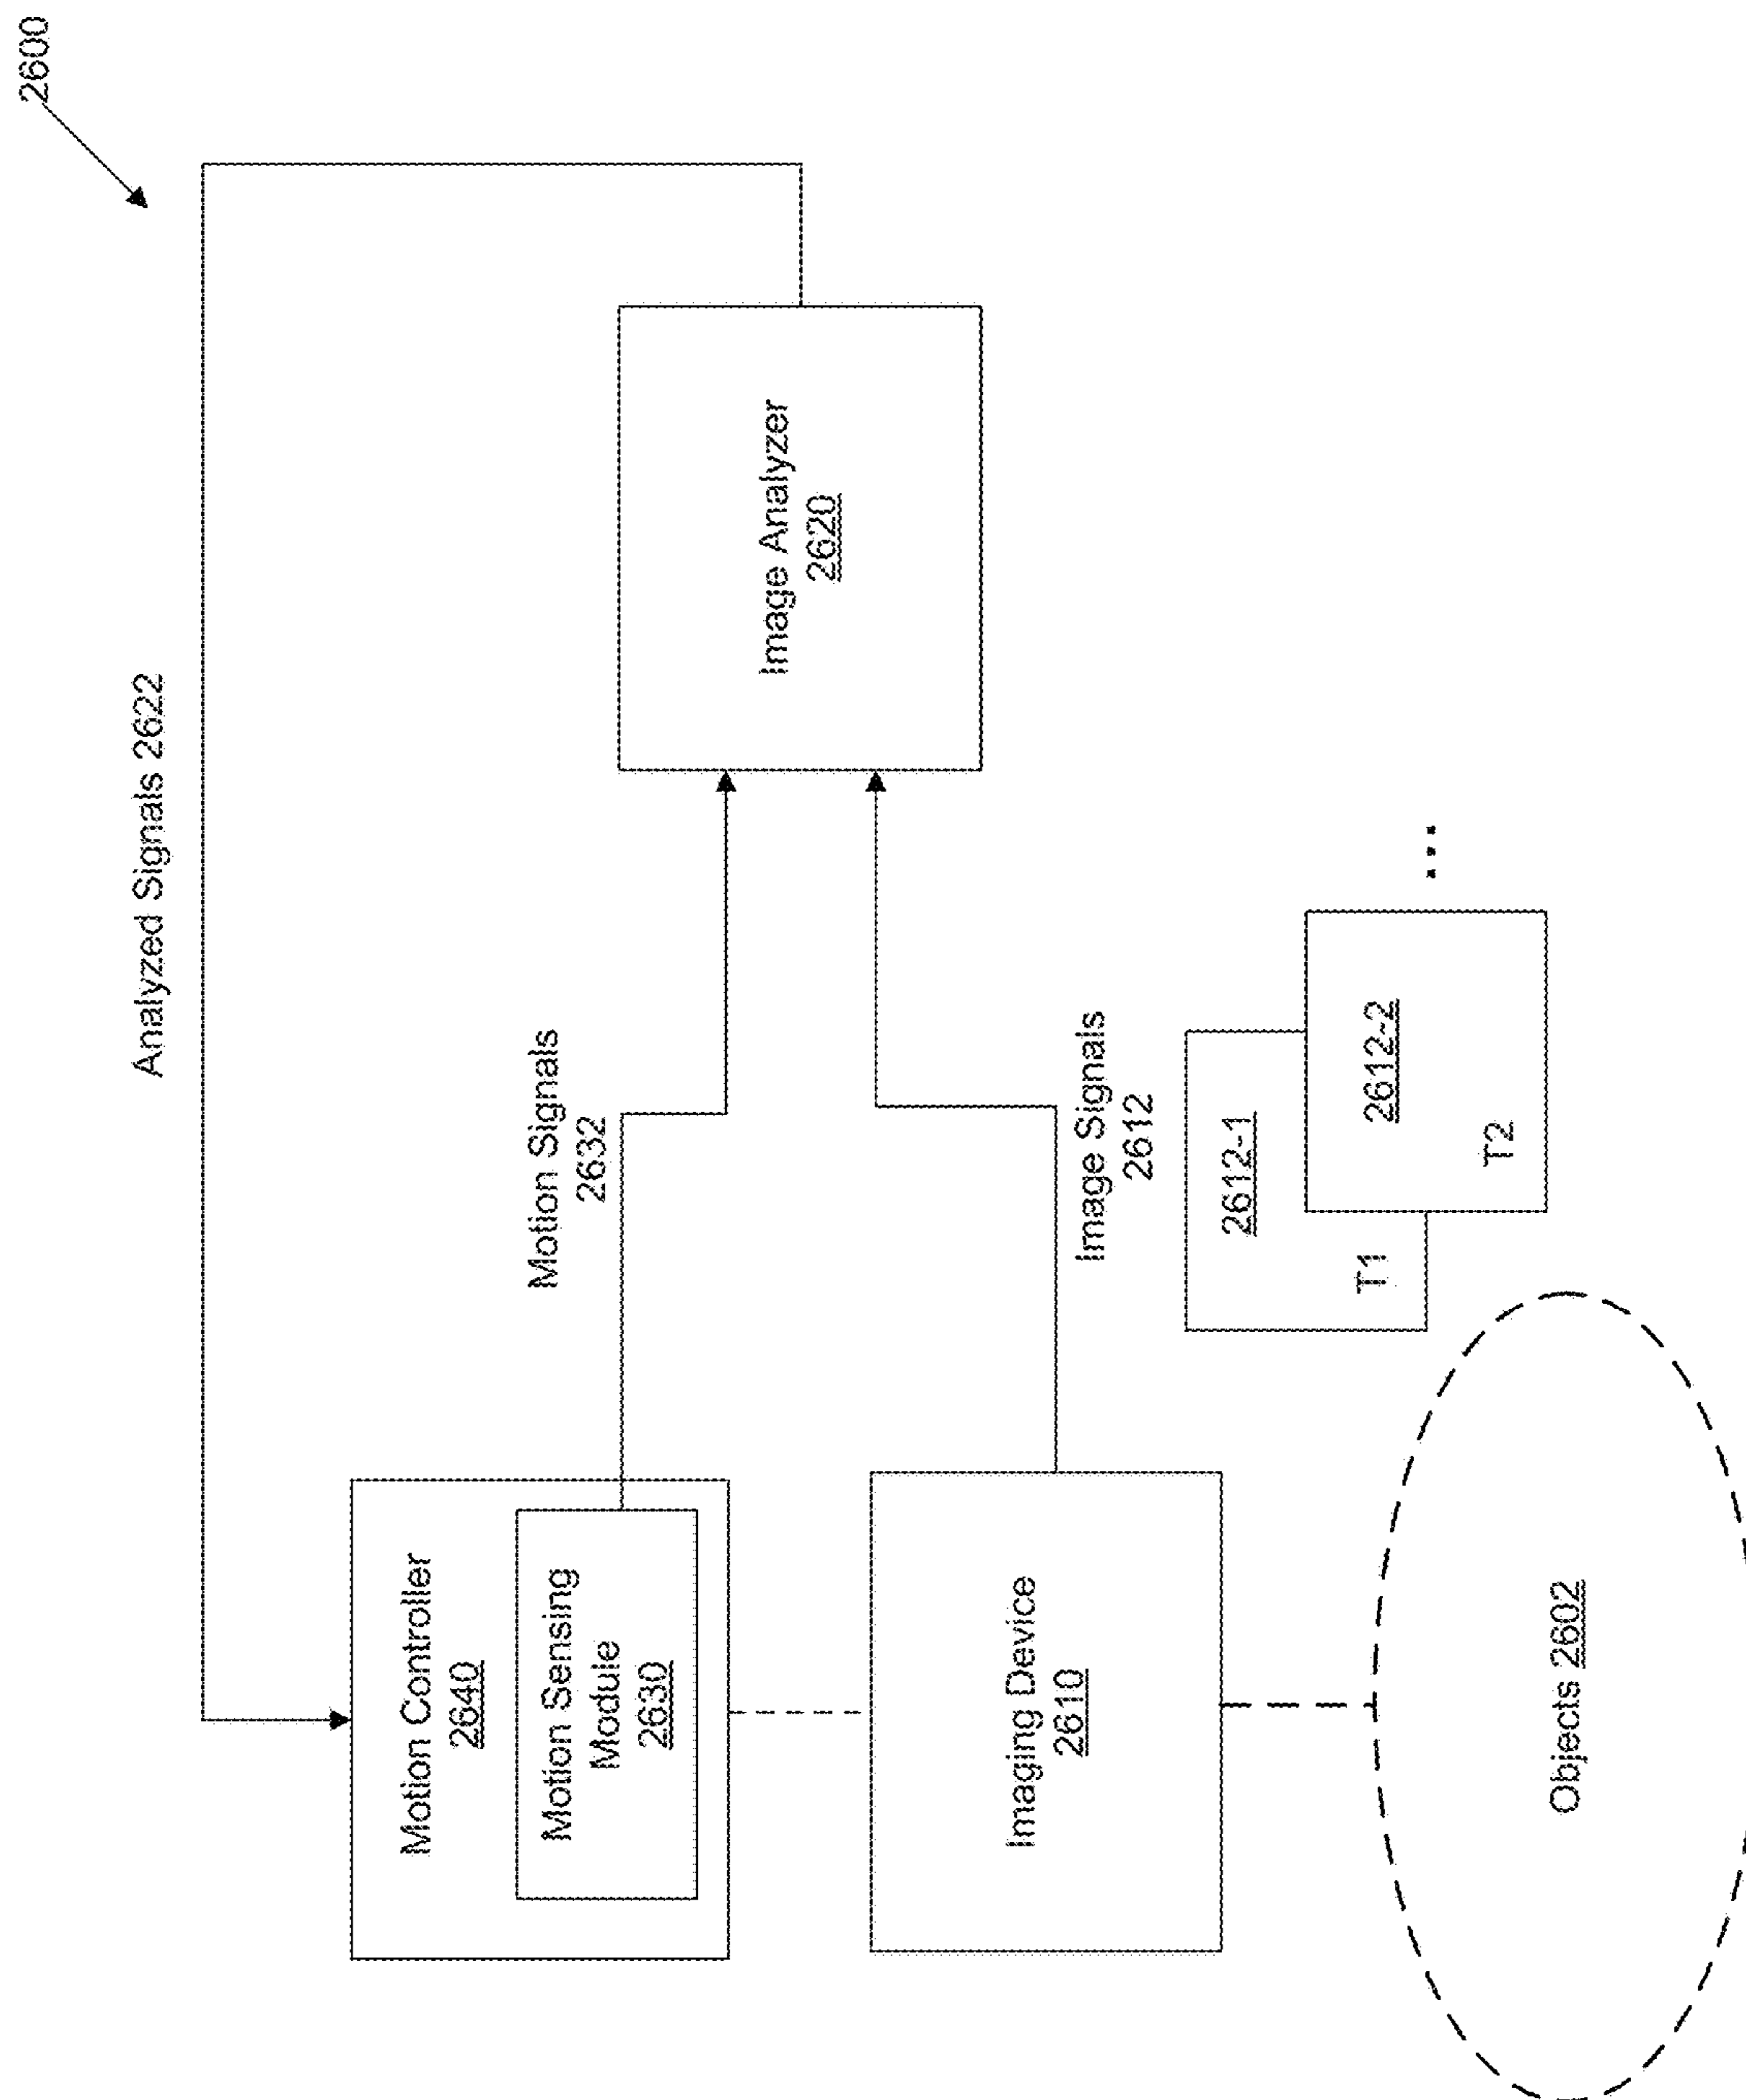 2600
Analyzed Signals 2622
Motion Controller
2640
Motion Sensing
Module
2630
Motion Signals
2632
Image Analyzer
2620
Imaging Device
2610
Image Signals
2612
2612-1
T1
2612-2
T2
...
Objects 2602